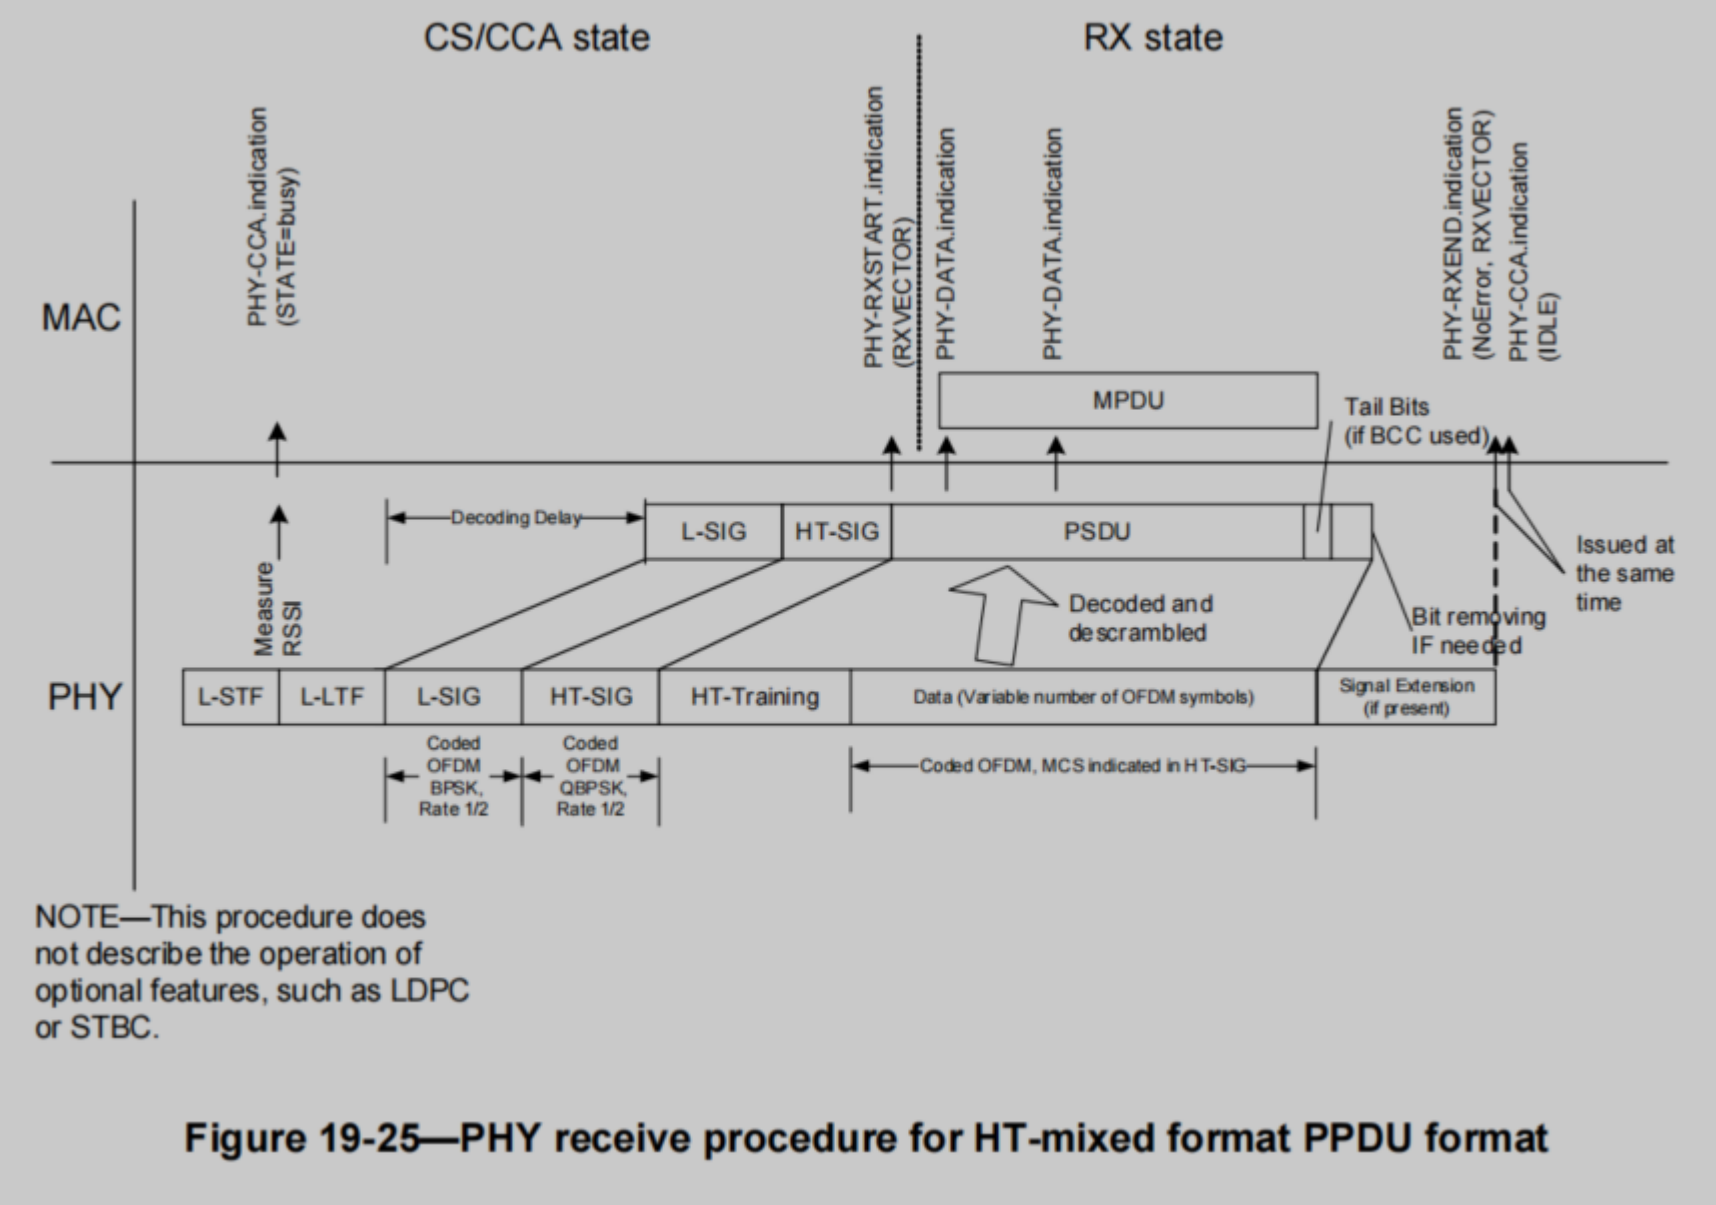 CS/CCA state
RX state
PHY-CCA.indication
(STATE=busy)
PHY-RXSTART.indication
(RXVECTOR)
PHY-DATA.indication
PHY-DATA.indication
PHY-RXEND.indication
(NoError, RXVECTOR)
PHY-CCA.indication
(IDLE)
MAC
MPDU
Tail Bits
(if BCC used)
Decoding Delay
L-SIG
HT-SIG
PSDU
Issued at
the same
time
Measure
RSSI
Decoded and
descrambled
Bit removing
IF needed
PHY
L-STF
L-LTF
L-SIG
HT-SIG
HT-Training
Data (Variable number of OFDM symbols)
Signal Extension
(if present)
Coded
OFDM
BPSK,
Rate 1/2
Coded
OFDM
QBPSK,
Rate 1/2
Coded OFDM, MCS indicated in HT-SIG
NOTE—This procedure does
not describe the operation of
optional features, such as LDPC
or STBC.
Figure 19-25—PHY receive procedure for HT-mixed format PPDU format